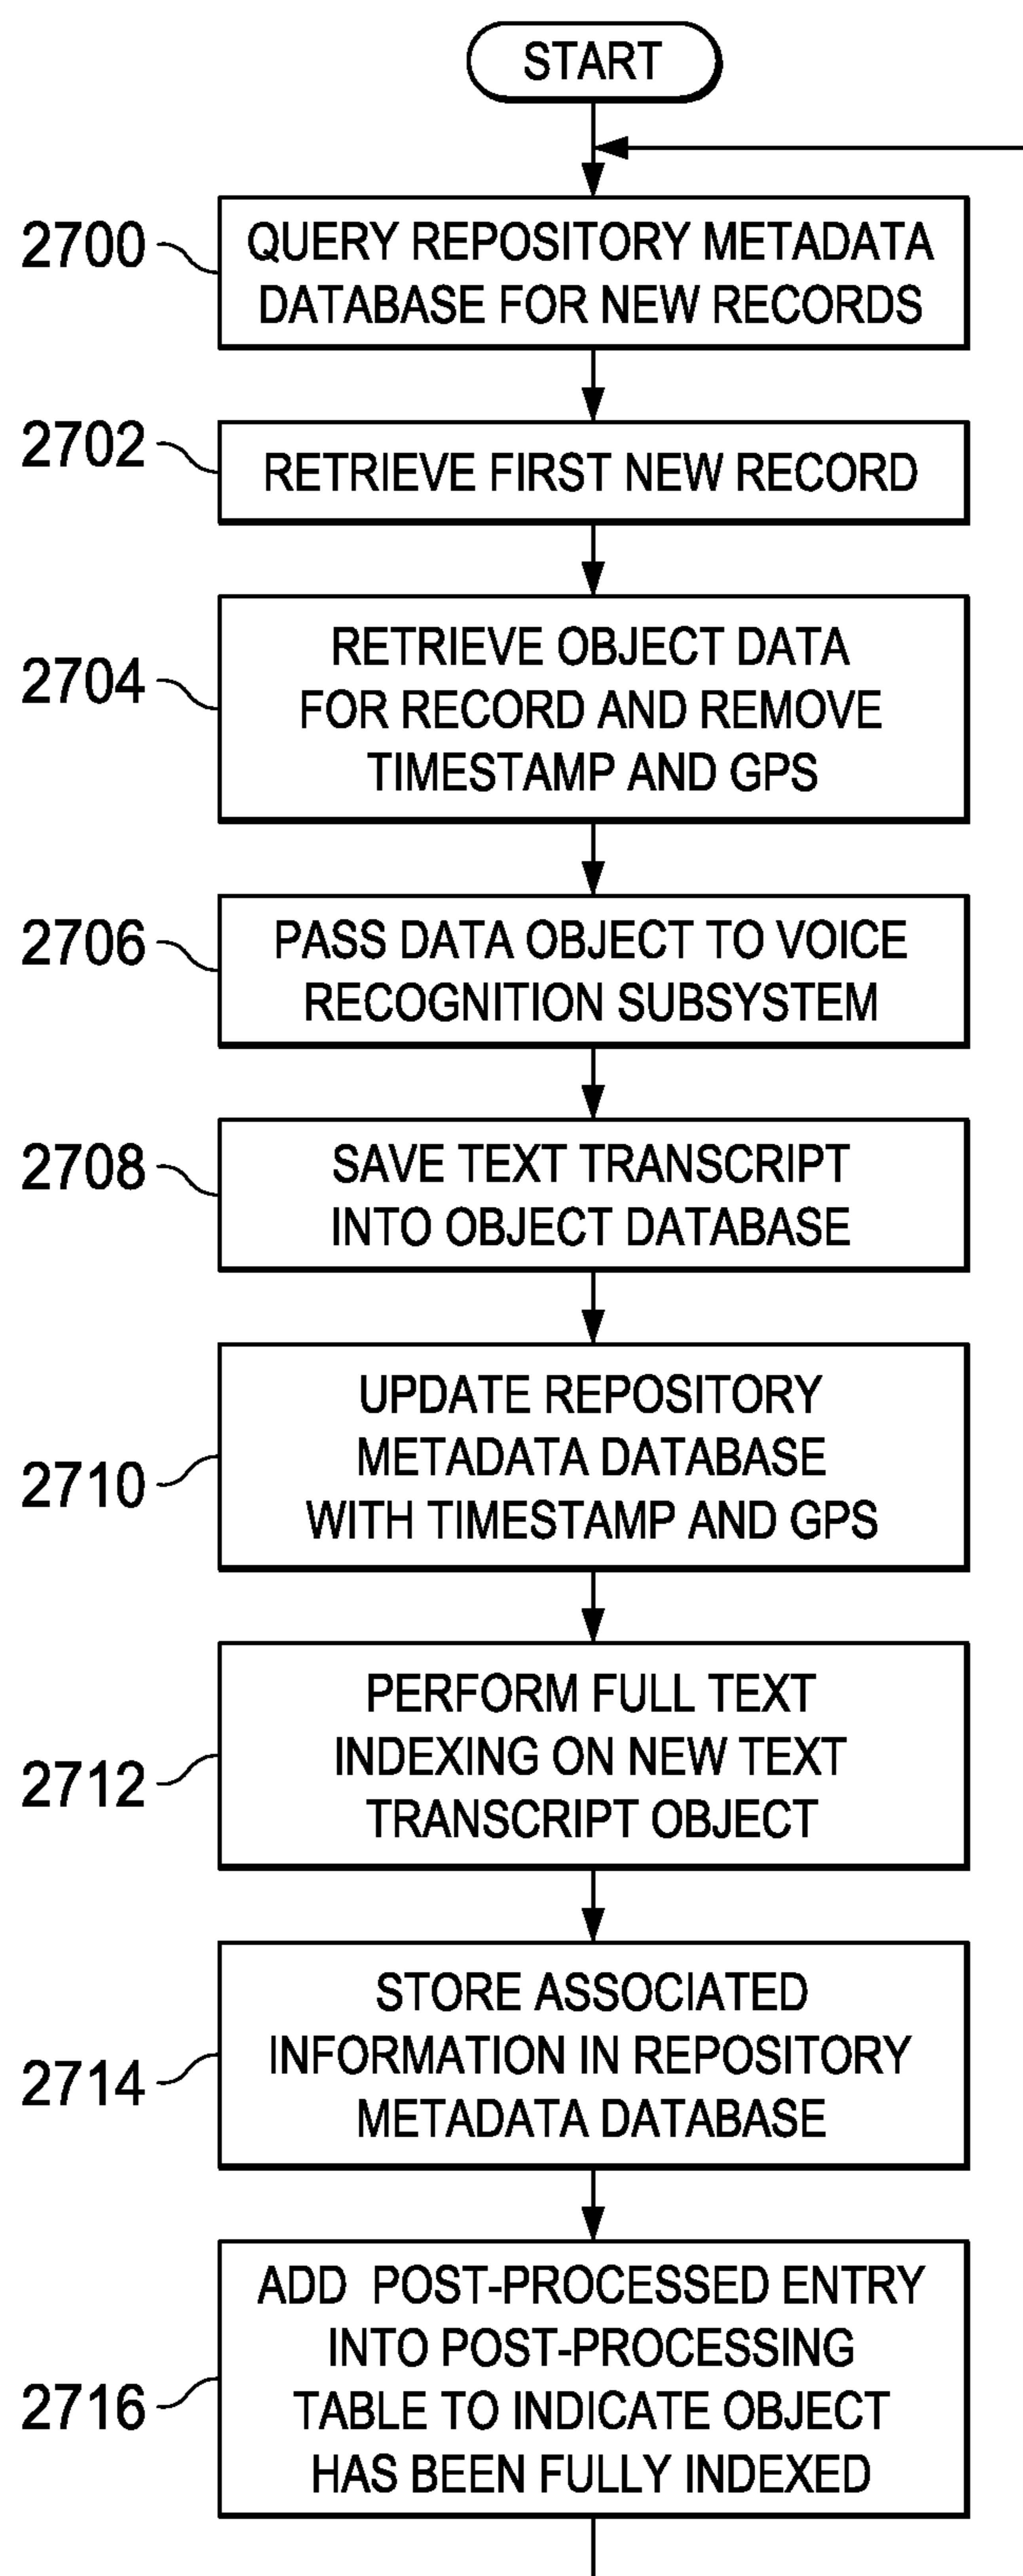 START
2700
QUERY REPOSITORY METADATA
DATABASE FOR NEW RECORDS
2702
RETRIEVE FIRST NEW RECORD
2704
RETRIEVE OBJECT DATA
FOR RECORD AND REMOVE
TIMESTAMP AND GPS
2706
PASS DATA OBJECT TO VOICE
RECOGNITION SUBSYSTEM
2708
SAVE TEXT TRANSCRIPT
INTO OBJECT DATABASE
2710
UPDATE REPOSITORY
METADATA DATABASE
WITH TIMESTAMP AND GPS
2712
PERFORM FULL TEXT
INDEXING ON NEW TEXT
TRANSCRIPT OBJECT
2714
STORE ASSOCIATED
INFORMATION IN REPOSITORY
METADATA DATABASE
2716
ADD POST-PROCESSED ENTRY
INTO POST-PROCESSING
TABLE TO INDICATE OBJECT
HAS BEEN FULLY INDEXED